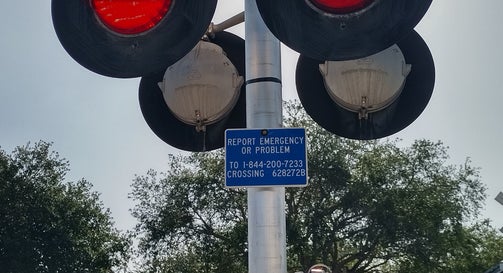 REPORT EMERGENCY
OR PROBLEM
TO 1-844-200-7233
CROSSING 628272B